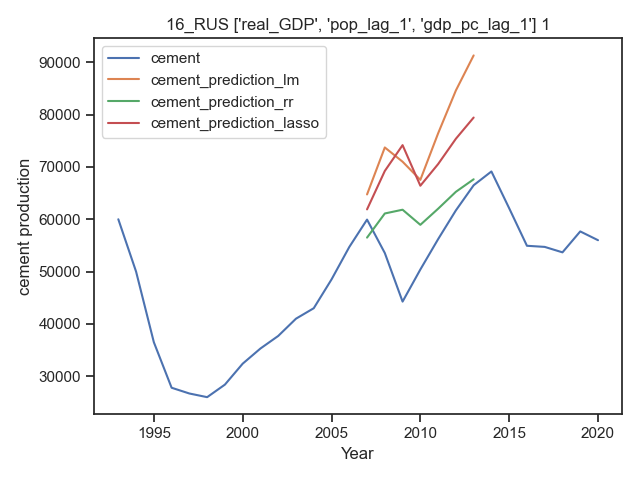 16_RUS ['real_GDP', 'pop_lag_1', 'gdp_pc_lag_1'] 1
cement
cement_prediction_lm
cement_prediction_rr
cement_prediction_lasso
cement production
90000
80000
70000
60000
50000
40000
30000
1995 2000 2005 2010 2015 2020
Year